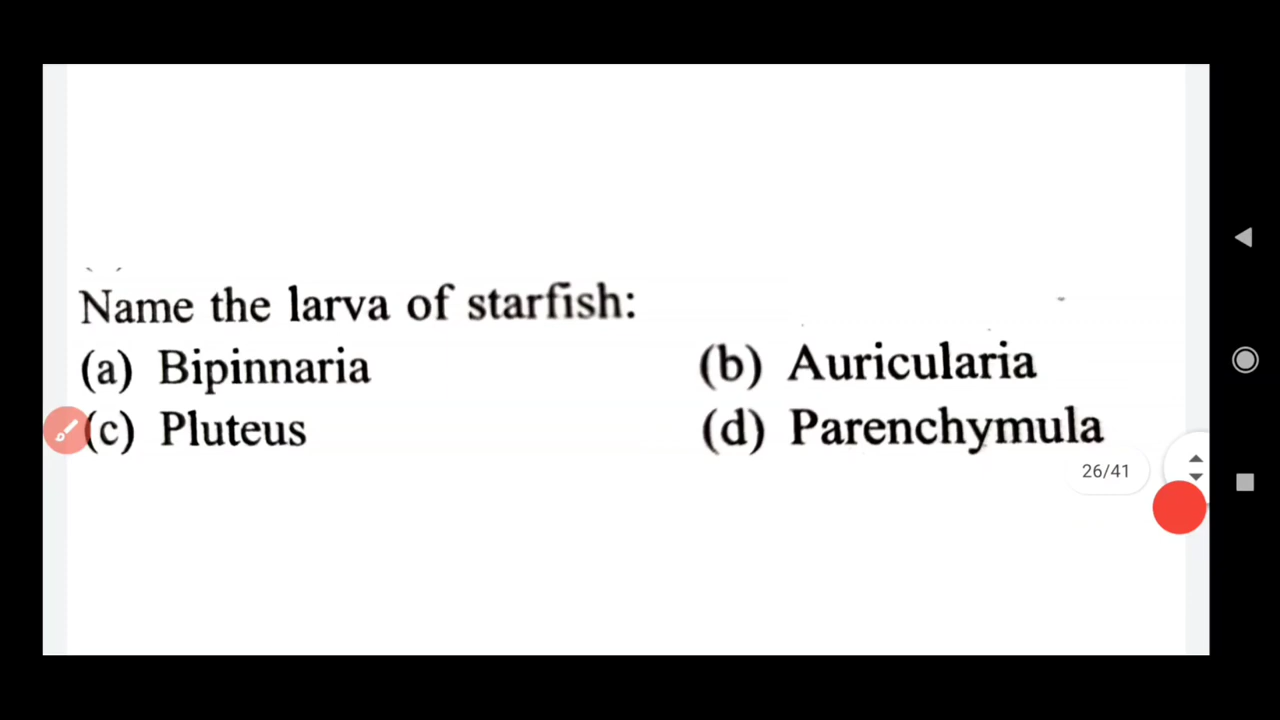 Name the larva of starfish:
(a) Bipinnaria (b) Auricularia
(c) Pluteus (d) Parenchymula
26/41